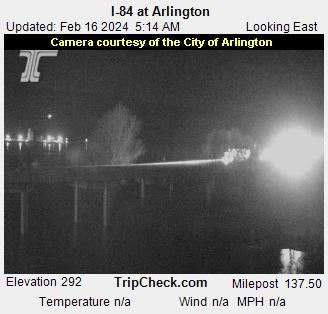 I-84 at Arlington
Updated: Feb 16 2024 5:14 AM Looking East
Camera courtesy of the City of Arlington
Elevation 292 TripCheck.com Milepost 137.50
Temperature n/a Wind n/a MPH n/a